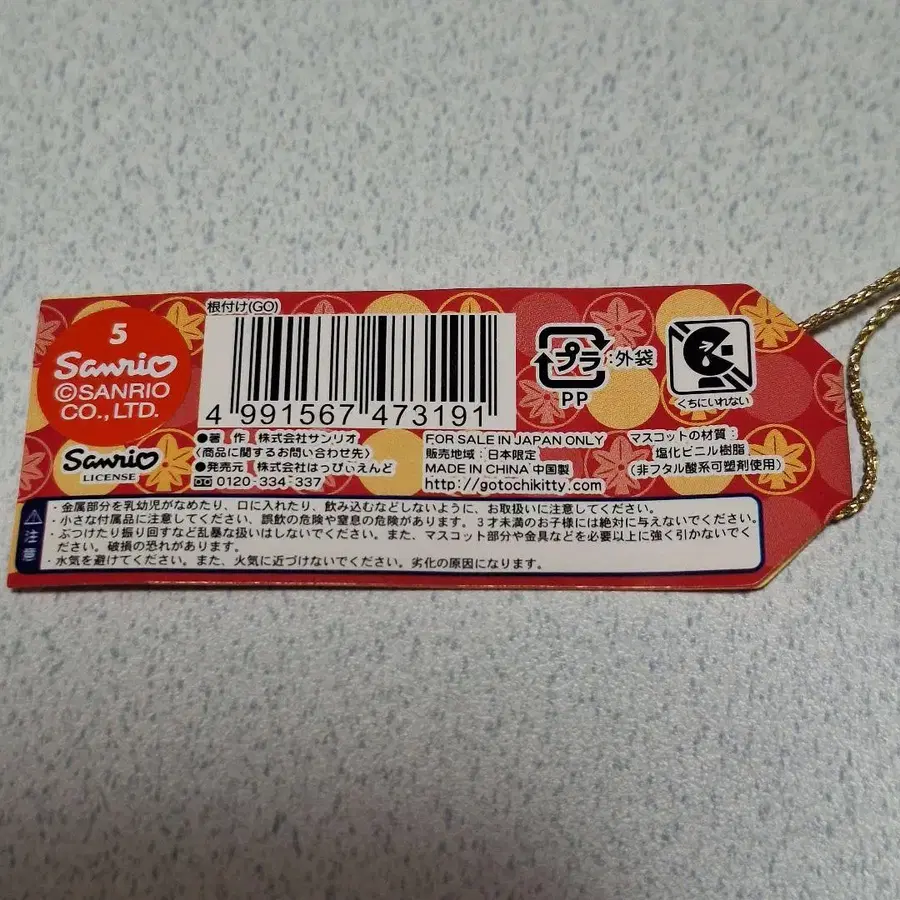 5
Sanrio
©SANRIO
CO., LTD.
Sanrio
LICENSE
根付け(GO)
4 991567 473191
プラ
:外袋
PP
くちにいれない
●著 作 株式会社サンリオ
〈商品に関するお問い合わせ先〉
●発売元 株式会社はっぴぃえんど
0120-334-337
FOR SALE IN JAPAN ONLY
販売地域:日本限定
MADE IN CHINA 中国製
http://gotochikitty.com
マスコットの材質:
塩化ビニル樹脂
(非フタル酸系可塑剤使用)
注意
・金属部分を乳幼児がなめたり、口に入れたり、飲み込むなどしないように、お取扱いに注意してください。
・小さな付属品に注意してください、誤飲の危険や窒息の危険があります。3才未満のお子様には絶対に与えないでください。
・ぶつけたり振り回すなど乱暴な扱いはしないでください。また、マスコット部分や金具などを必要以上に強く引かないでく
ださい。破損の恐れがあります。
・水気を避けてください。また、火気に近づけないでください。劣化の原因になります。